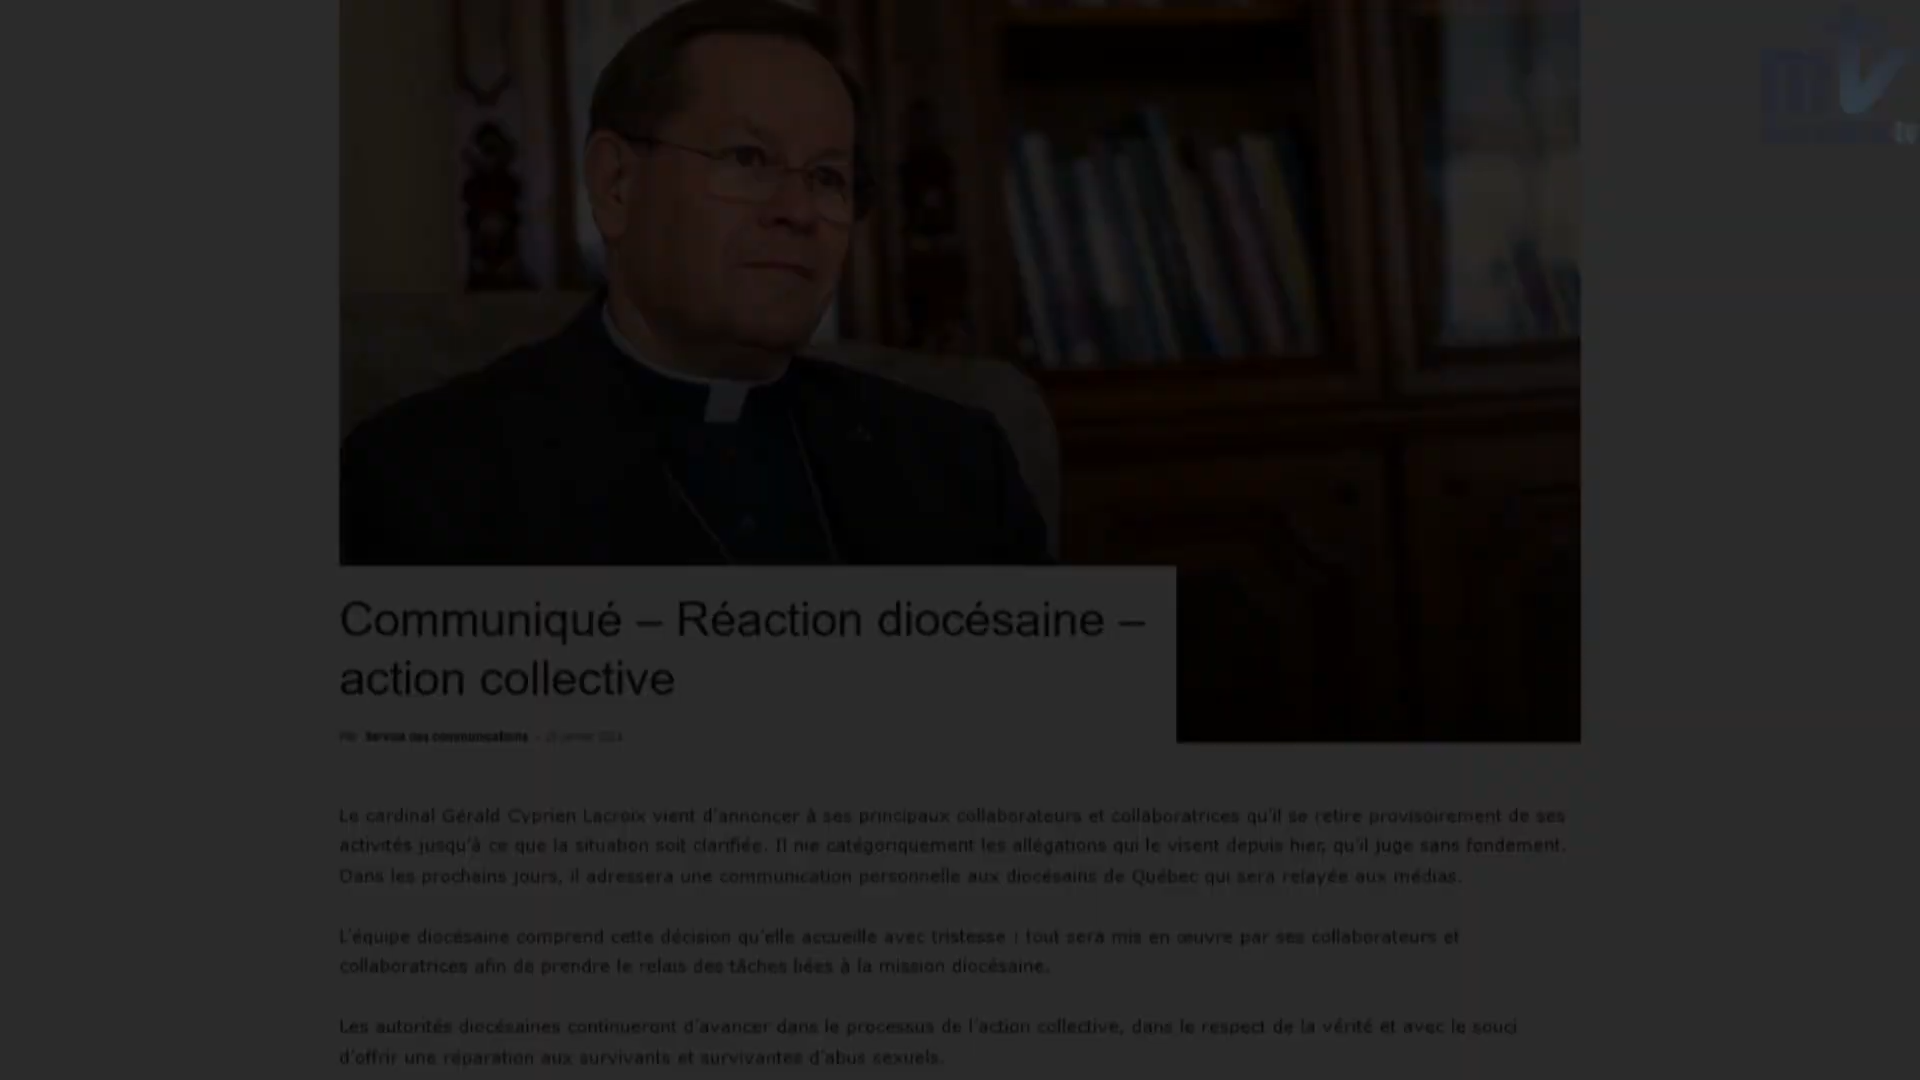 tv
Communiqué – Réaction diocésaine –
action collective
Par Service des communications - 26 janvier 2024
Le cardinal Gérald Cyprien Lacroix vient d'annoncer à ses principaux collaborateurs et collaboratrices qu'il se retire provisoirement de ses
activités jusqu'à ce que la situation soit clarifiée. Il nie catégoriquement les allégations qui le visent depuis hier, qu'il juge sans fondement.
Dans les prochains jours, il adressera une communication personnelle aux diocésains de Québec qui sera relayée aux médias.
L'équipe diocésaine comprend cette décision qu'elle accueille avec tristesse : tout sera mis en œuvre par ses collaborateurs et
collaboratrices afin de prendre le relais des tâches liées à la mission diocésaine.
Les autorités diocésaines continueront d'avancer dans le processus de l'action collective, dans le respect de la vérité et avec le souci
d'offrir une réparation aux survivants et survivantes d'abus sexuels.